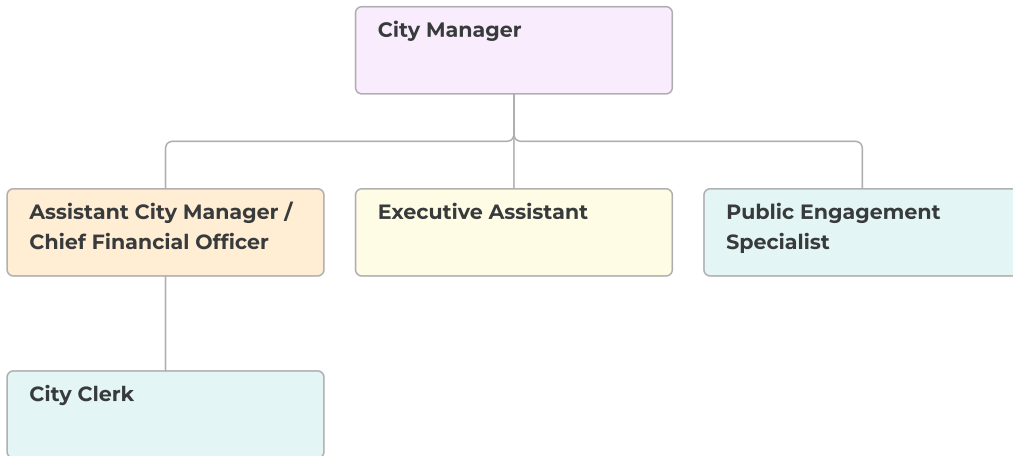 City Manager
Assistant City Manager /
Chief Financial Officer
Executive Assistant
Public Engagement
Specialist
City Clerk